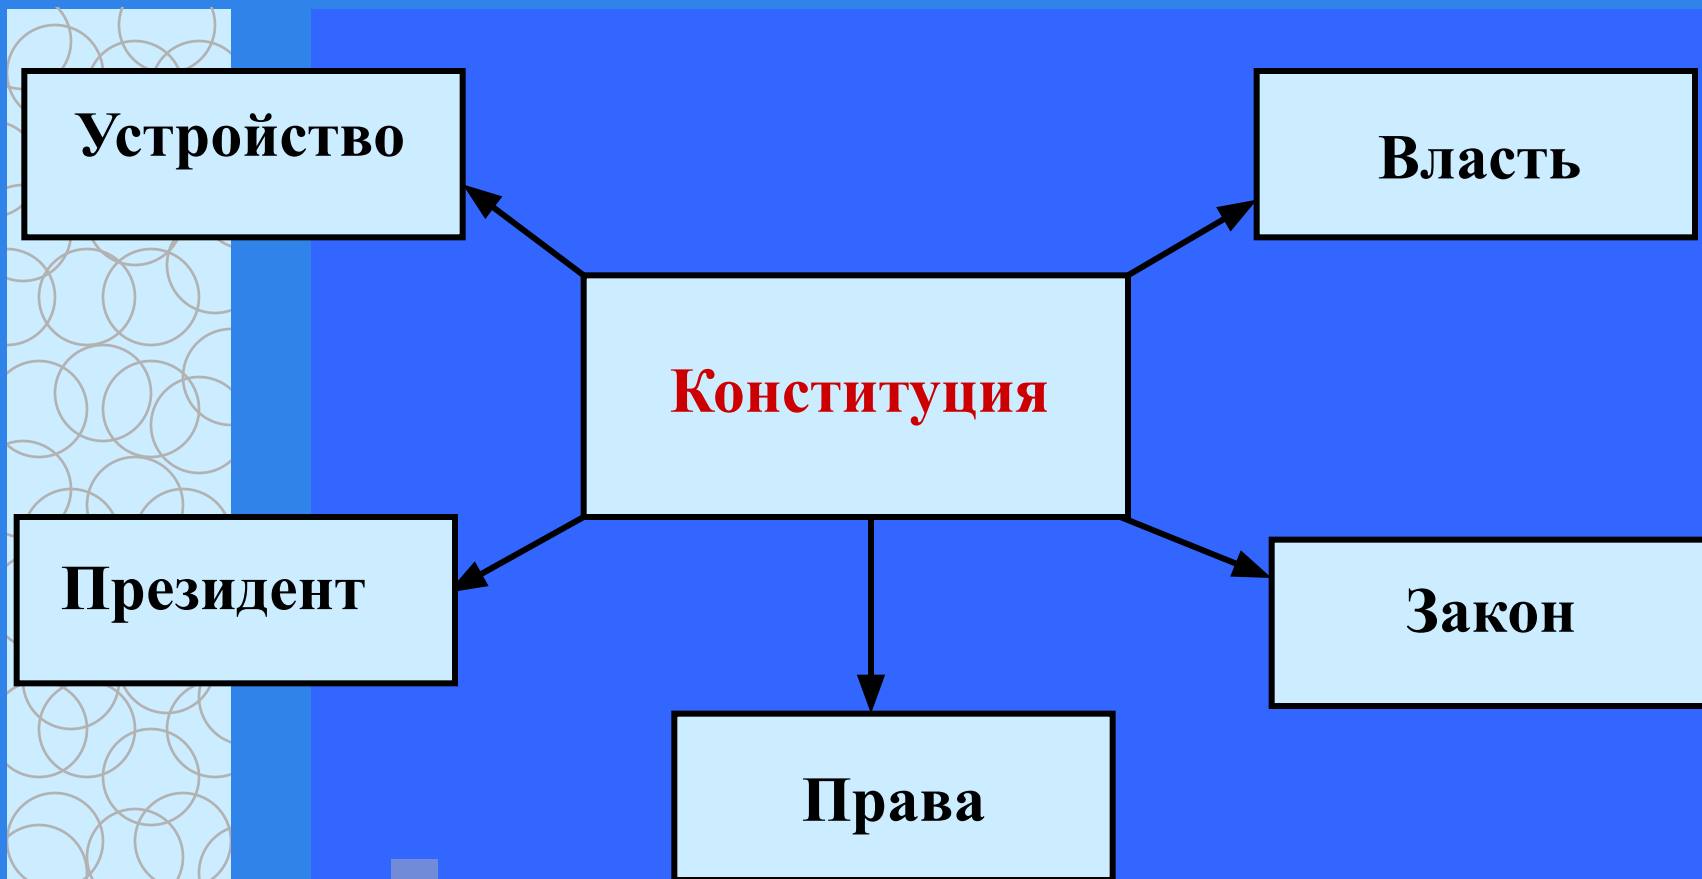 Устройство
Власть
Конституция
Президент
Закон
Права